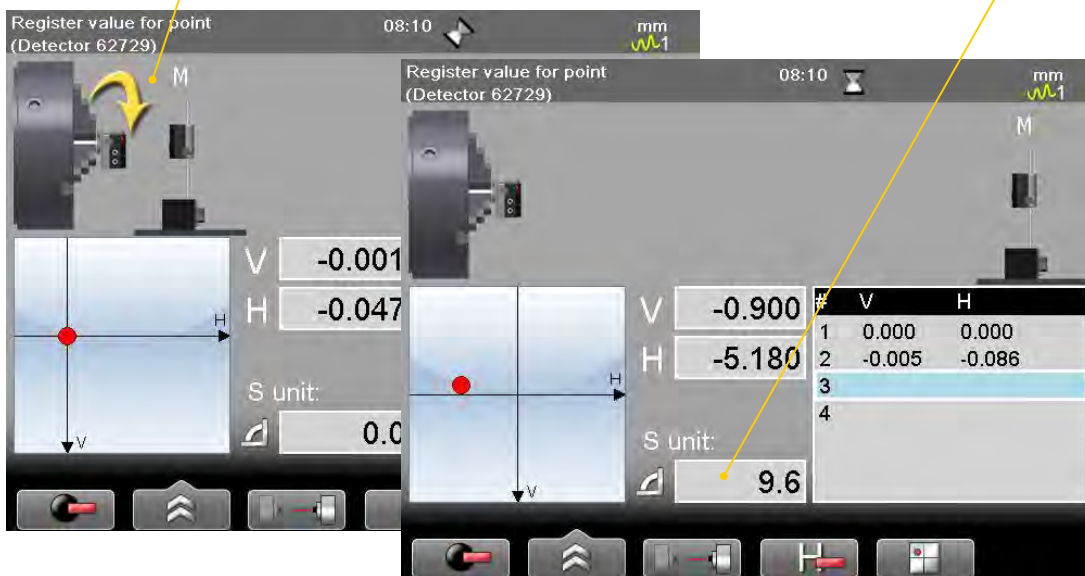 Register value for point
(Detector 62729)
08:10
mm
1
M
V -0.001
H -0.047
H
V
S unit:
0.0
Register value for point
(Detector 62729)
08:10
mm
1
M
V -0.900
H -5.180
H
V
S unit:
9.6
# V H
1 0.000 0.000
2 -0.005 -0.086
3
4
H